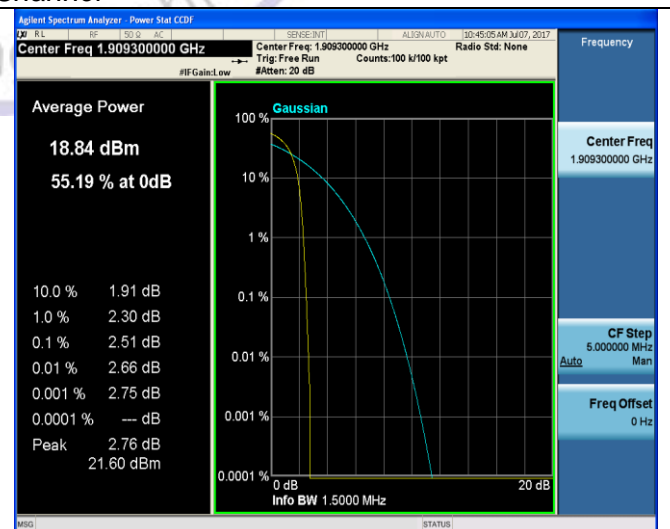 Channel
Agilent Spectrum Analyzer - Power Stat CCDF
RL RF 50 Ω AC SENSE:INT ALIGN AUTO 10:45:05 AM Jul 07, 2017
Center Freq 1.909300000 GHz
Center Freq: 1.909300000 GHz Radio Std: None
Trig: Free Run Counts:100 k/100 kpt
#IFGain:Low #Atten: 20 dB
Frequency
Average Power
18.84 dBm
55.19 % at 0dB
10.0 % 1.91 dB
1.0 % 2.30 dB
0.1 % 2.51 dB
0.01 % 2.66 dB
0.001 % 2.75 dB
0.0001 % --- dB
Peak 2.76 dB
21.60 dBm
Gaussian
100 %
10 %
1 %
0.1 %
0.01 %
0.001 %
0.0001 %
0 dB 20 dB
Info BW 1.5000 MHz
Center Freq
1.909300000 GHz
CF Step
5.000000 MHz
Auto Man
Freq Offset
0 Hz
MSG STATUS